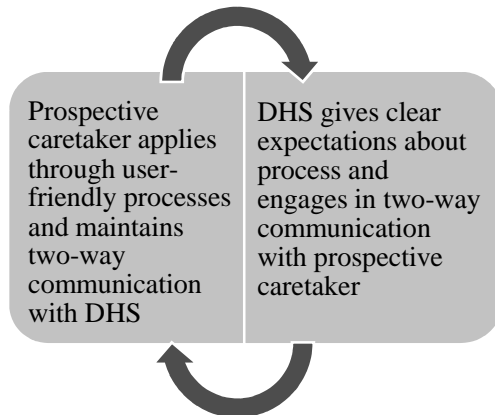 Prospective
caretaker applies
through user-
friendly processes
and maintains
two-way
communication
with DHS
DHS gives clear
expectations about
process and
engages in two-way
communication
with prospective
caretaker